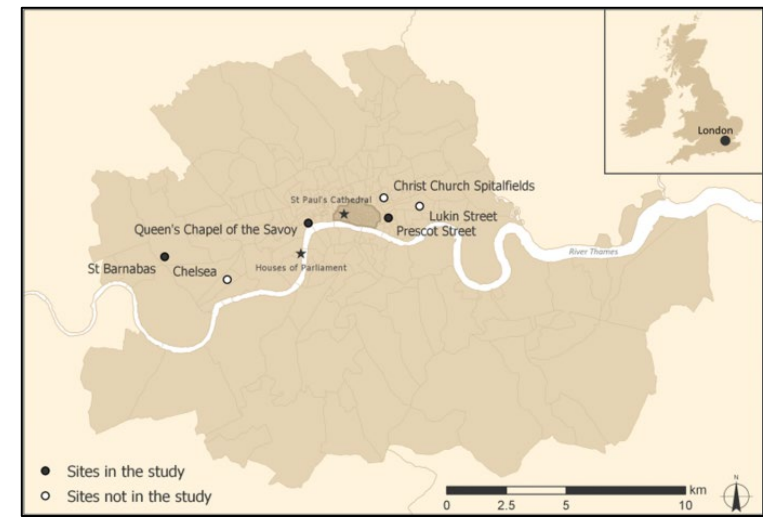 London
Christ Church Spitalfields
St Paul's Cathedral
Lukin Street
Queen's Chapel of the Savoy
Prescot Street
River Thames
St Barnabas
Chelsea
Houses of Parliament
Sites in the study
Sites not in the study
km
0 2.5 5 10
N